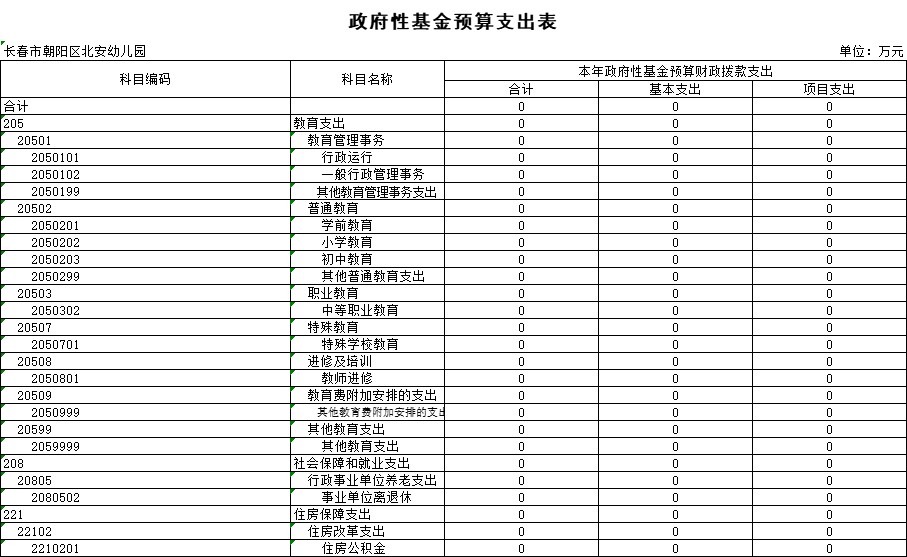 政府性基金预算支出表
长春市朝阳区北安幼儿园 单位：万元
科目编码 科目名称 本年政府性基金预算财政拨款支出
合计 基本支出 项目支出
合计 0 0 0
205 教育支出 0 0 0
20501 教育管理事务 0 0 0
2050101 行政运行 0 0 0
2050102 一般行政管理事务 0 0 0
2050199 其他教育管理事务支出 0 0 0
20502 普通教育 0 0 0
2050201 学前教育 0 0 0
2050202 小学教育 0 0 0
2050203 初中教育 0 0 0
2050299 其他普通教育支出 0 0 0
20503 职业教育 0 0 0
2050302 中等职业教育 0 0 0
20507 特殊教育 0 0 0
2050701 特殊学校教育 0 0 0
20508 进修及培训 0 0 0
2050801 教师进修 0 0 0
20509 教育费附加安排的支出 0 0 0
2050999 其他教育费附加安排的支出 0 0 0
20599 其他教育支出 0 0 0
2059999 其他教育支出 0 0 0
208 社会保障和就业支出 0 0 0
20805 行政事业单位养老支出 0 0 0
2080502 事业单位离退休 0 0 0
221 住房保障支出 0 0 0
22102 住房改革支出 0 0 0
2210201 住房公积金 0 0 0